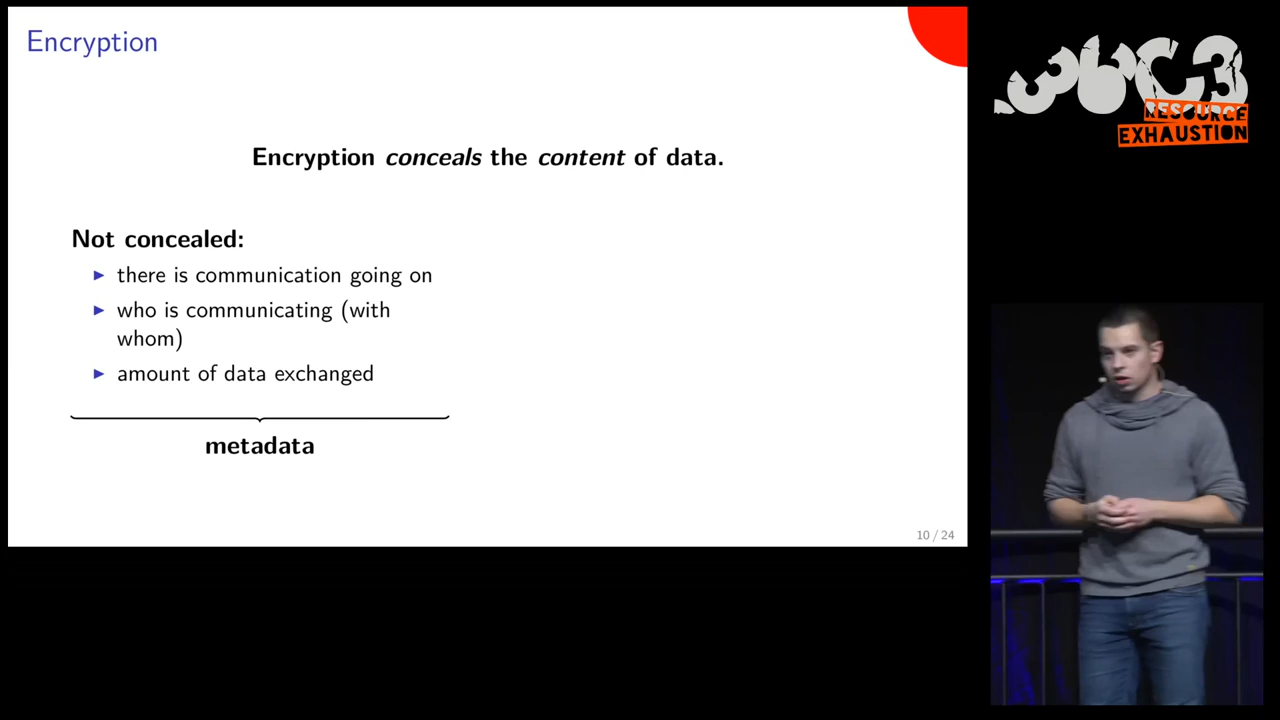 Encryption
Encryption conceals the content of data.
Not concealed:
▶ there is communication going on
▶ who is communicating (with
whom)
▶ amount of data exchanged
metadata
10 / 24
36C3
RESOURCE
EXHAUSTION